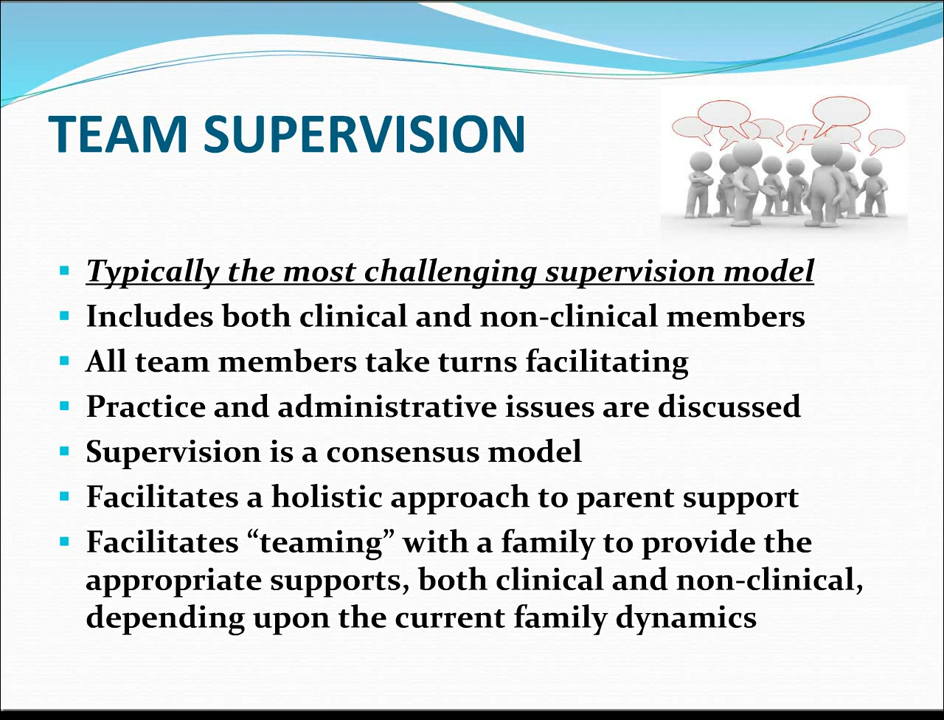 TEAM SUPERVISION
Typically the most challenging supervision model
Includes both clinical and non-clinical members
All team members take turns facilitating
Practice and administrative issues are discussed
Supervision is a consensus model
Facilitates a holistic approach to parent support
Facilitates “teaming” with a family to provide the
appropriate supports, both clinical and non-clinical,
depending upon the current family dynamics